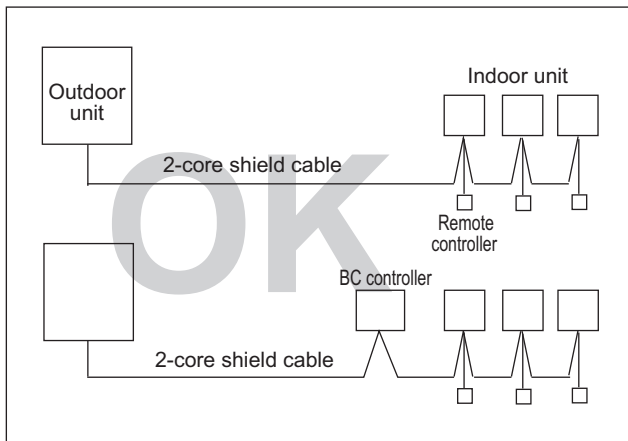 Outdoor
unit
Indoor unit
2-core shield cable
Remote
controller
OK
BC controller
2-core shield cable